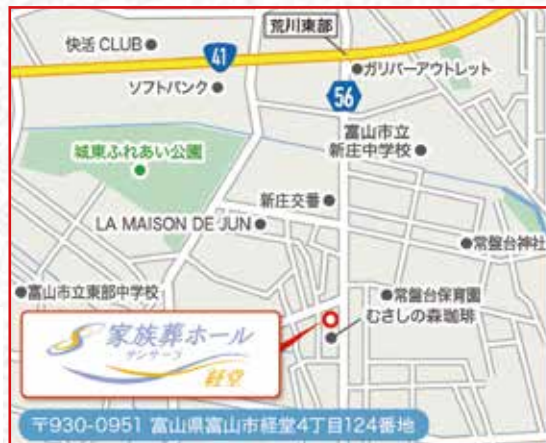 荒川東部
快活 CLUB
41
ガリバーアウトレット
ソフトバンク
56
富山市立
新庄中学校
城東ふれあい公園
新庄交番
LA MAISON DE JUN
常盤台神社
富山市立東部中学校
常盤台保育園
むさしの森珈琲
家族葬ホール
サンサーラ
経堂
〒930-0951 富山県富山市経堂4丁目124番地